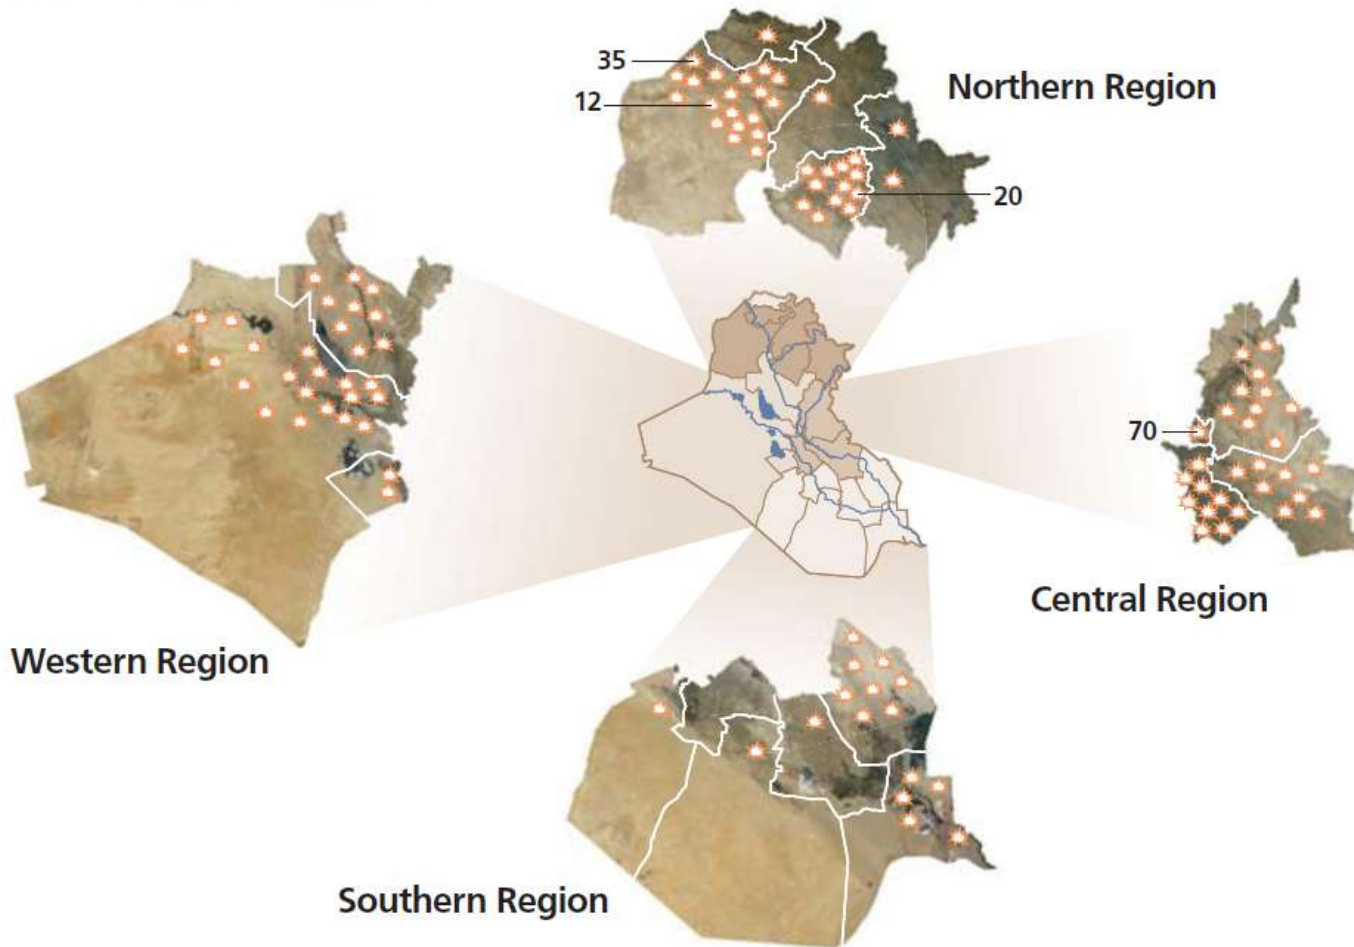 35
12
Northern Region
20
70
Central Region
Western Region
Southern Region